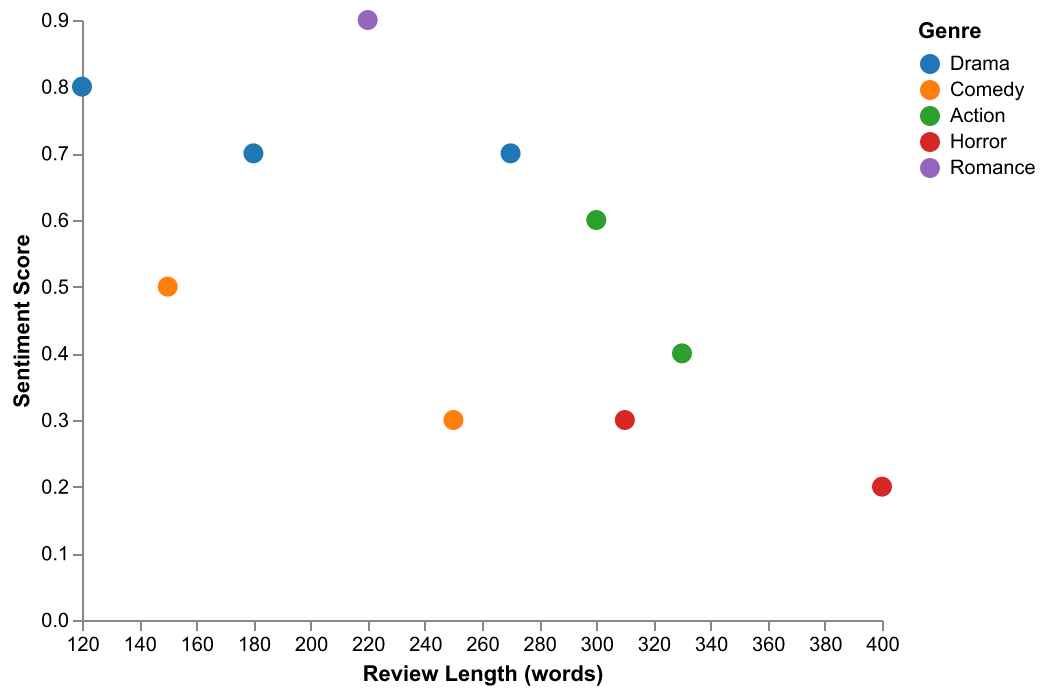 0.9
0.8
0.7
0.6
0.5
0.4
0.3
0.2
0.1
0.0
Sentiment Score
120 140 160 180 200 220 240 260 280 300 320 340 360 380 400
Review Length (words)
Genre
Drama
Comedy
Action
Horror
Romance